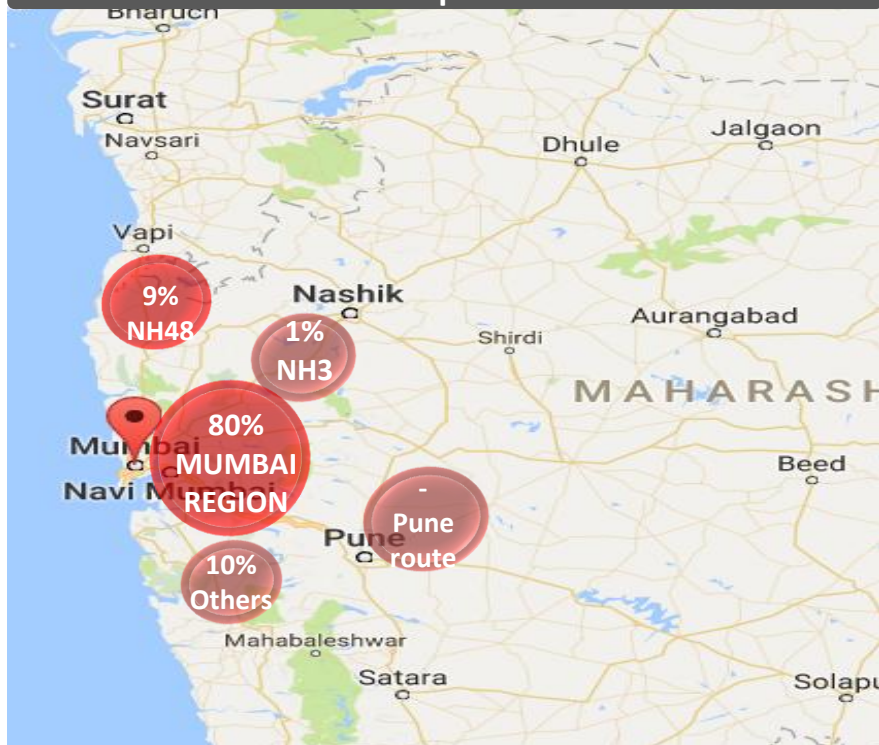 Bharuch
Surat
Navsari
Dhule
Jalgaon
Vapi
9%
NH48
Nashik
1%
NH3
Shirdi
Aurangabad
MAHARASH
80%
MUMBAI
REGION
Mumbai
Navi Mumbai
Beed
-
Pune
route
Pune
10%
Others
Mahabaleshwar
Satara
Solapu